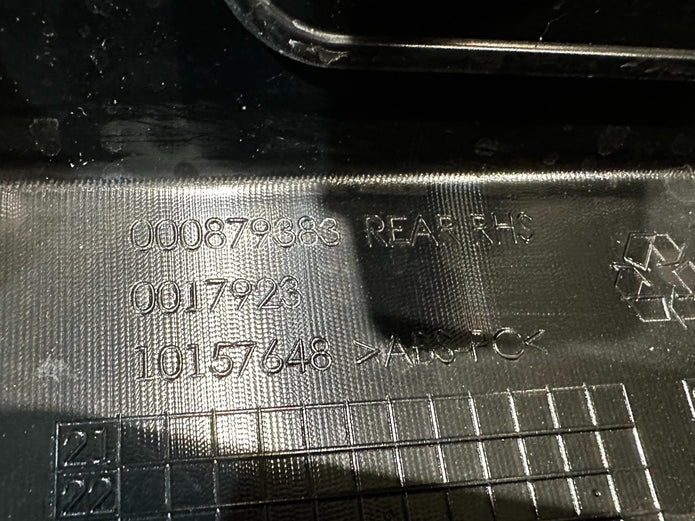 000879383 REAR RHS
0017923
10157648 >ABS-PC<
21
22